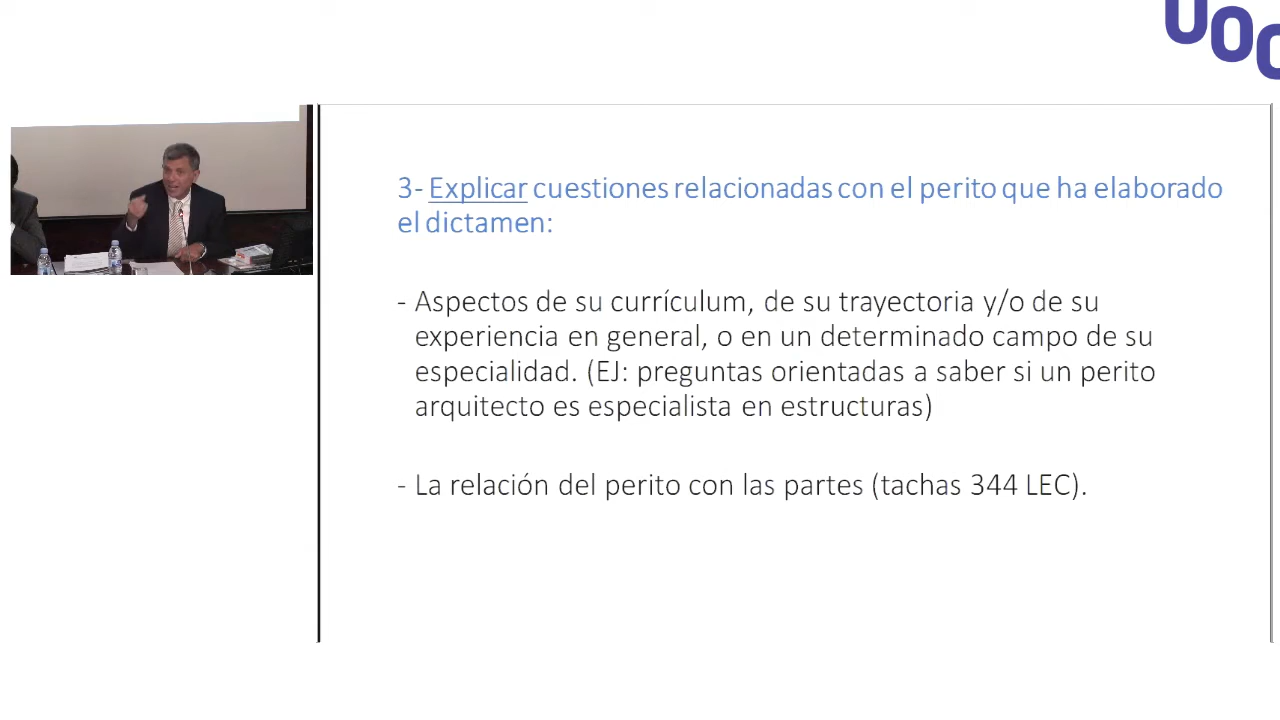 UOC
3- Explicar cuestiones relacionadas con el perito que ha elaborado
el dictamen:
- Aspectos de su currículum, de su trayectoria y/o de su
experiencia en general, o en un determinado campo de su
especialidad. (EJ: preguntas orientadas a saber si un perito
arquitecto es especialista en estructuras)
- La relación del perito con las partes (tachas 344 LEC).